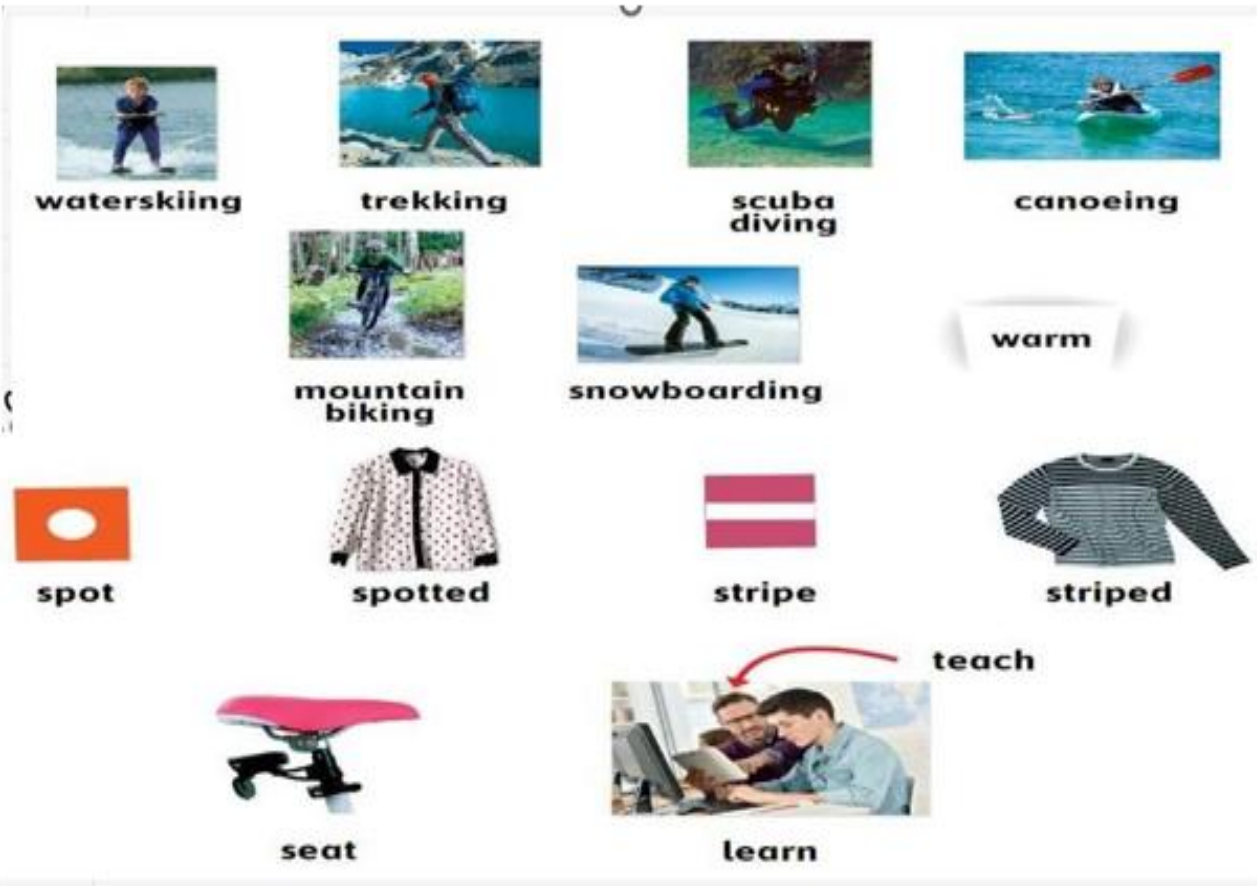 waterskiing
trekking
scuba
diving
canoeing
mountain
biking
snowboarding
warm
spot
spotted
stripe
striped
teach
seat
learn